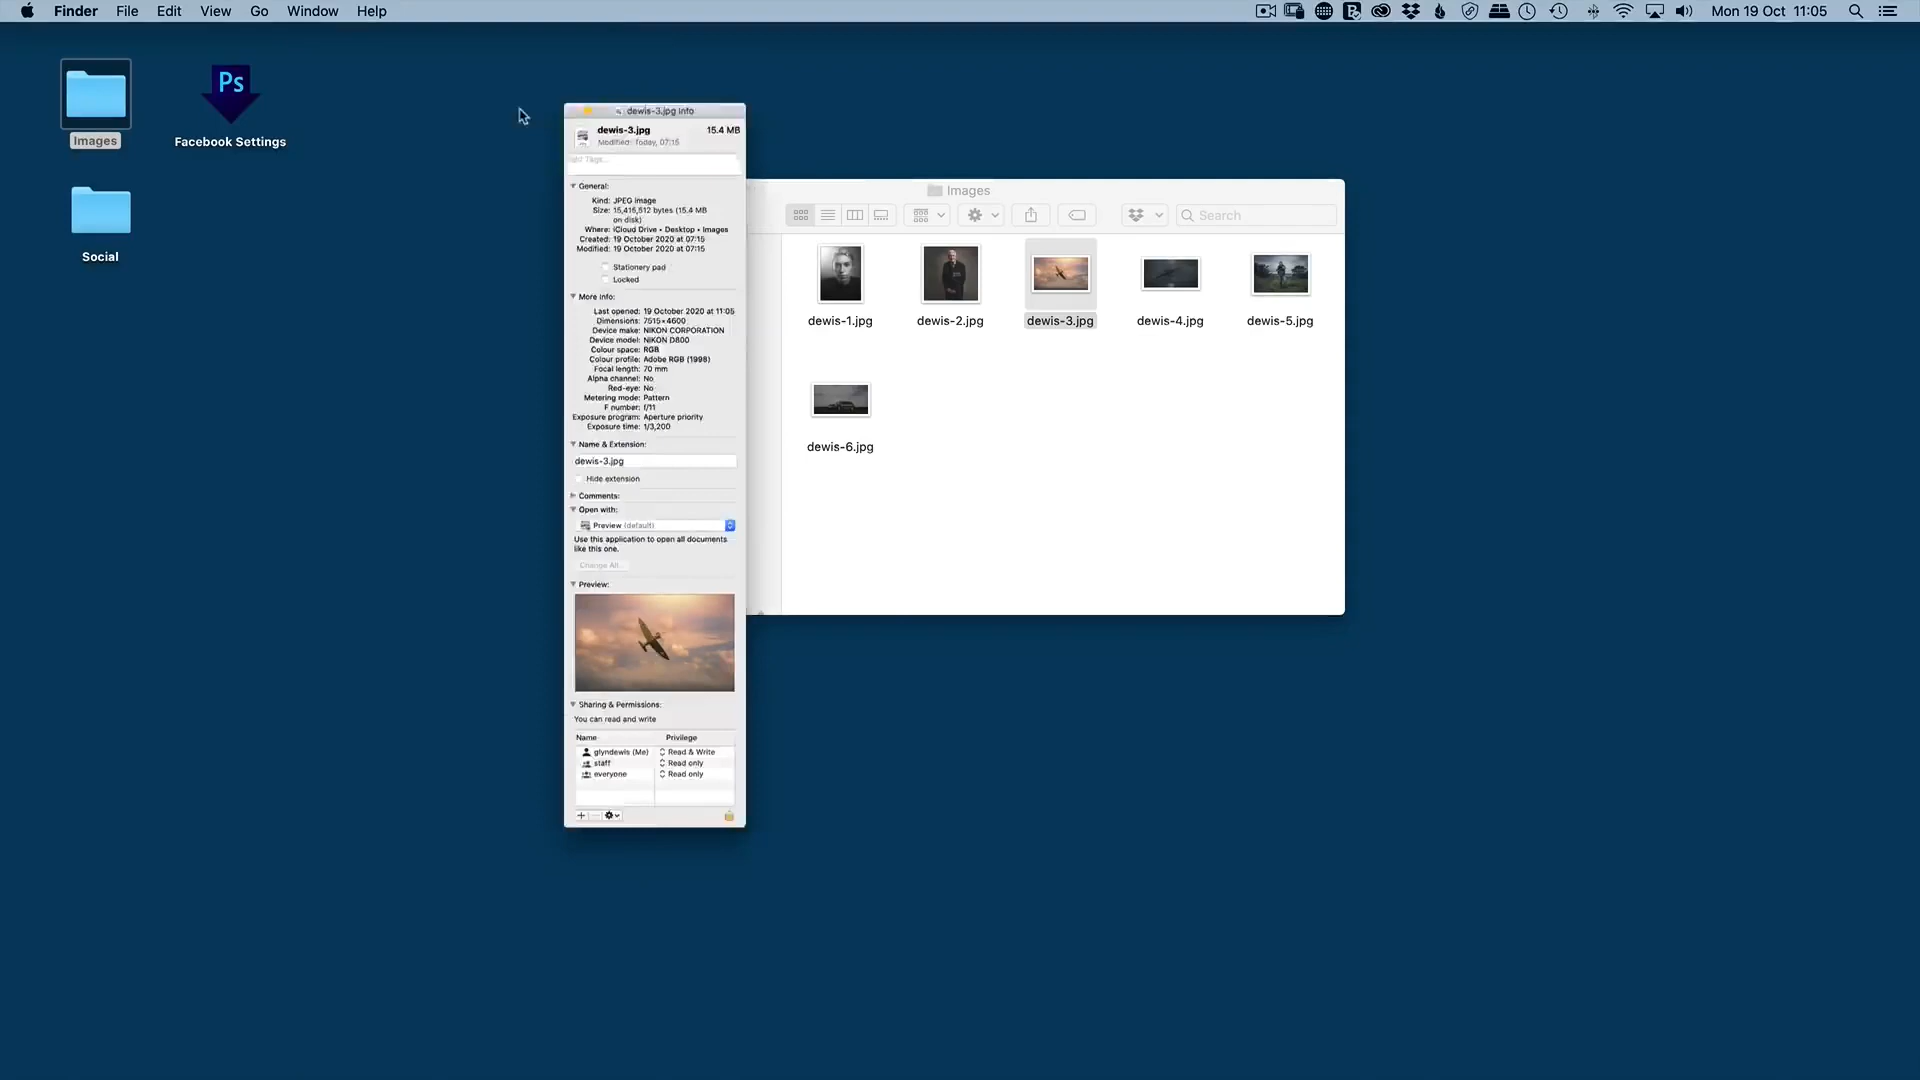 Finder File Edit View Go Window Help Mon 19 Oct 11:05
Images
Ps
Facebook Settings
Social
dewis-3.jpg Info
dewis-3.jpg 15.4 MB
Modified: Today, 07:15
General:
Kind: JPEG image
Size: 15,416,512 bytes (15.4 MB
on disk)
Where: iCloud Drive • Desktop • Images
Created: 19 October 2020 at 07:15
Modified: 19 October 2020 at 07:15
Stationery pad
Locked
More Info:
Last opened: 19 October 2020 at 11:05
Dimensions: 7515×4600
Device make: NIKON CORPORATION
Device model: NIKON D800
Colour space: RGB
Colour profile: Adobe RGB (1998)
Focal length: 70 mm
Alpha channel: No
Red-eye: No
Metering mode: Pattern
F number: f/11
Exposure program: Aperture priority
Exposure time: 1/3,200
Name & Extension:
dewis-3.jpg
Hide extension
Comments:
Open with:
Preview (default)
Use this application to open all documents
like this one.
Change All...
Preview:
Sharing & Permissions:
You can read and write
Name Privilege
glyndewis (Me) Read & Write
staff Read only
everyone Read only
Images
Search
dewis-1.jpg dewis-2.jpg dewis-3.jpg dewis-4.jpg dewis-5.jpg
dewis-6.jpg